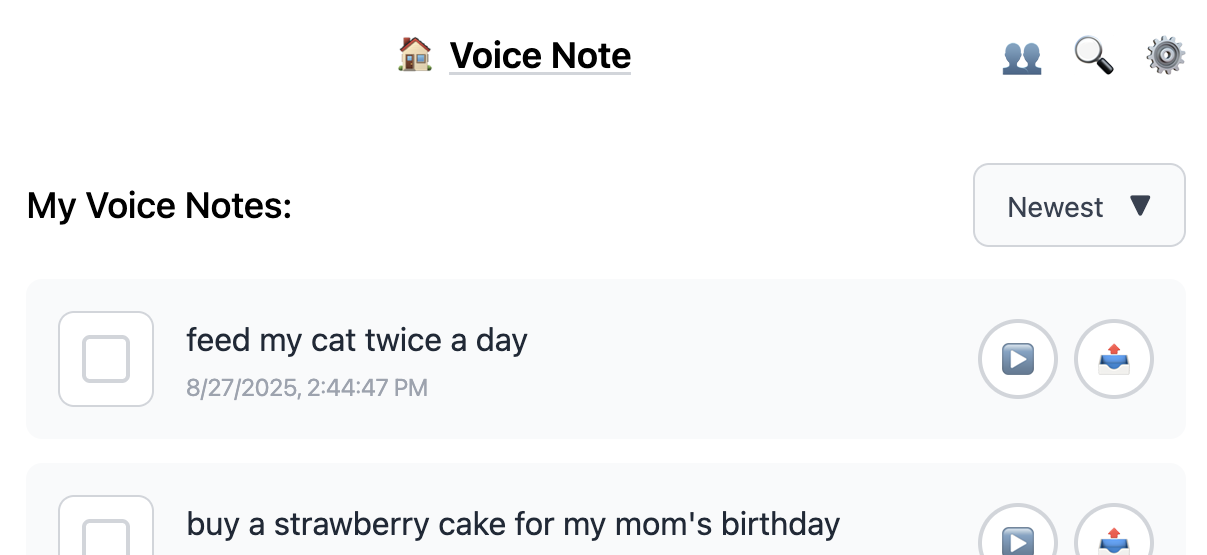 Voice Note
My Voice Notes:
Newest
feed my cat twice a day
8/27/2025, 2:44:47 PM
buy a strawberry cake for my mom's birthday